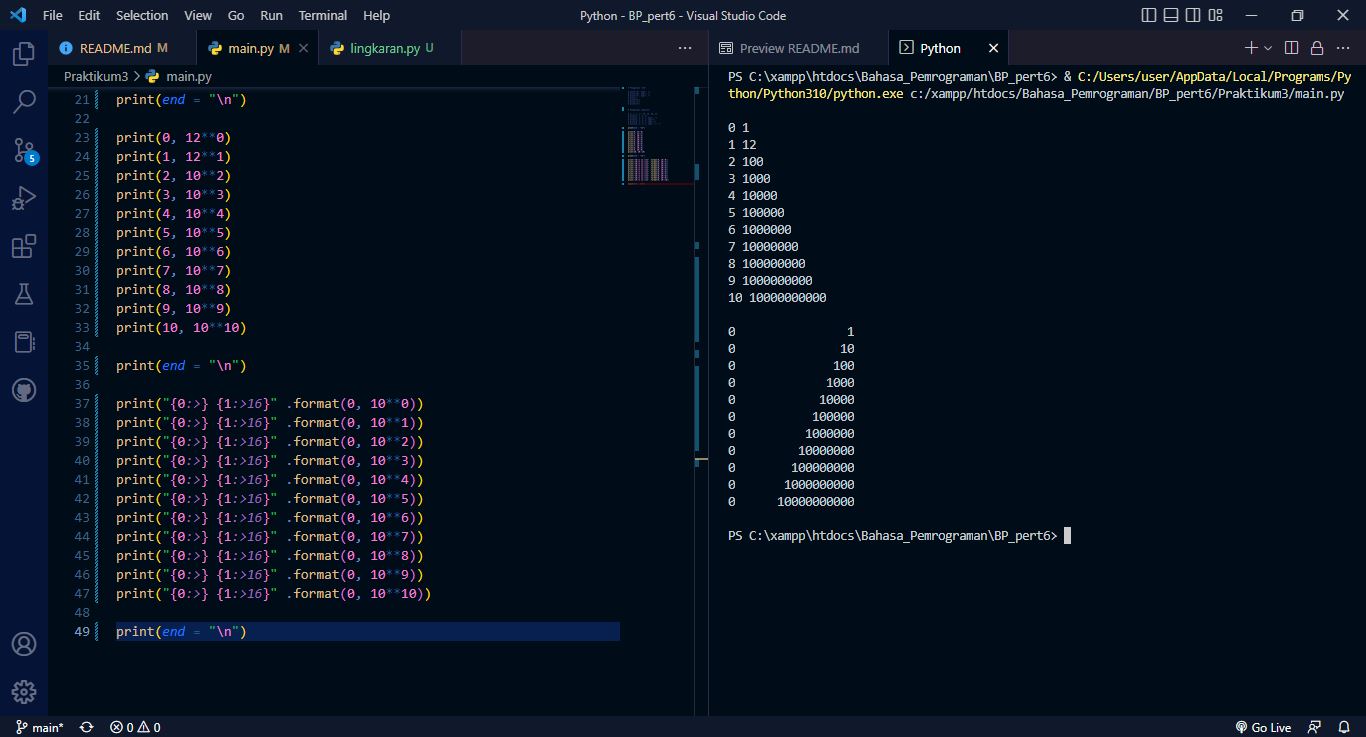 File Edit Selection View Go Run Terminal Help
Python - BP_pert6 - Visual Studio Code
README.md M
main.py M
lingkaran.py U
Preview README.md
Python
Praktikum3 > main.py
21 print(end = "\n")
22
23 print(0, 12**0)
24 print(1, 12**1)
25 print(2, 10**2)
26 print(3, 10**3)
27 print(4, 10**4)
28 print(5, 10**5)
29 print(6, 10**6)
30 print(7, 10**7)
31 print(8, 10**8)
32 print(9, 10**9)
33 print(10, 10**10)
34
35 print(end = "\n")
36
37 print("{0:>} {1:>16}" .format(0, 10**0))
38 print("{0:>} {1:>16}" .format(0, 10**1))
39 print("{0:>} {1:>16}" .format(0, 10**2))
40 print("{0:>} {1:>16}" .format(0, 10**3))
41 print("{0:>} {1:>16}" .format(0, 10**4))
42 print("{0:>} {1:>16}" .format(0, 10**5))
43 print("{0:>} {1:>16}" .format(0, 10**6))
44 print("{0:>} {1:>16}" .format(0, 10**7))
45 print("{0:>} {1:>16}" .format(0, 10**8))
46 print("{0:>} {1:>16}" .format(0, 10**9))
47 print("{0:>} {1:>16}" .format(0, 10**10))
48
49 print(end = "\n")
PS C:\xampp\htdocs\Bahasa_Pemrograman\BP_pert6> & C:/Users/user/AppData/Local/Programs/Py
thon/Python310/python.exe c:/xampp/htdocs/Bahasa_Pemrograman/BP_pert6/Praktikum3/main.py
0 1
1 12
2 100
3 1000
4 10000
5 100000
6 1000000
7 10000000
8 100000000
9 1000000000
10 10000000000
0                1
0               10
0              100
0             1000
0            10000
0           100000
0          1000000
0         10000000
0        100000000
0       1000000000
0      10000000000
PS C:\xampp\htdocs\Bahasa_Pemrograman\BP_pert6>
5
main*
0 0
Go Live